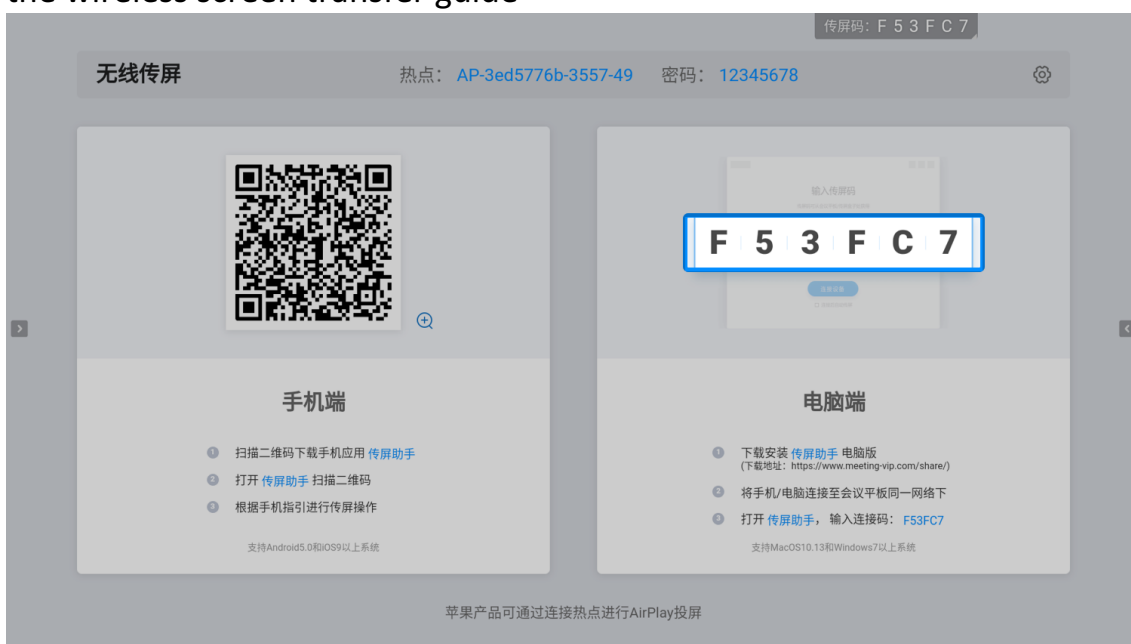 the wireless screen transfer guide
传屏码：F 5 3 F C 7
无线传屏
热点： AP-3ed5776b-3557-49 密码： 12345678
输入传屏码
F 5 3 F C 7
手机端
1 扫描二维码下载手机应用 传屏助手
2 打开 传屏助手 扫描二维码
3 根据手机指引进行传屏操作
支持Android5.0和iOS9以上系统
电脑端
1 下载安装 传屏助手 电脑版
(下载地址：https://www.meeting-vip.com/share/)
2 将手机/电脑连接至会议平板同一网络下
3 打开 传屏助手， 输入连接码： F53FC7
支持MacOS10.13和Windows7以上系统
苹果产品可通过连接热点进行AirPlay投屏